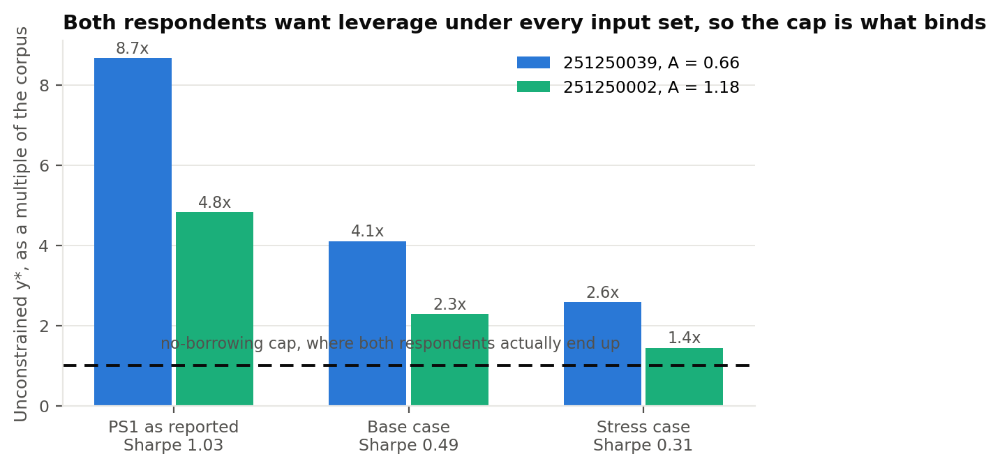 Both respondents want leverage under every input set, so the cap is what binds
Unconstrained y*, as a multiple of the corpus
8
6
4
2
0
251250039, A = 0.66
251250002, A = 1.18
8.7x
4.8x
4.1x
2.3x
2.6x
1.4x
no-borrowing cap, where both respondents actually end up
PS1 as reported
Sharpe 1.03
Base case
Sharpe 0.49
Stress case
Sharpe 0.31